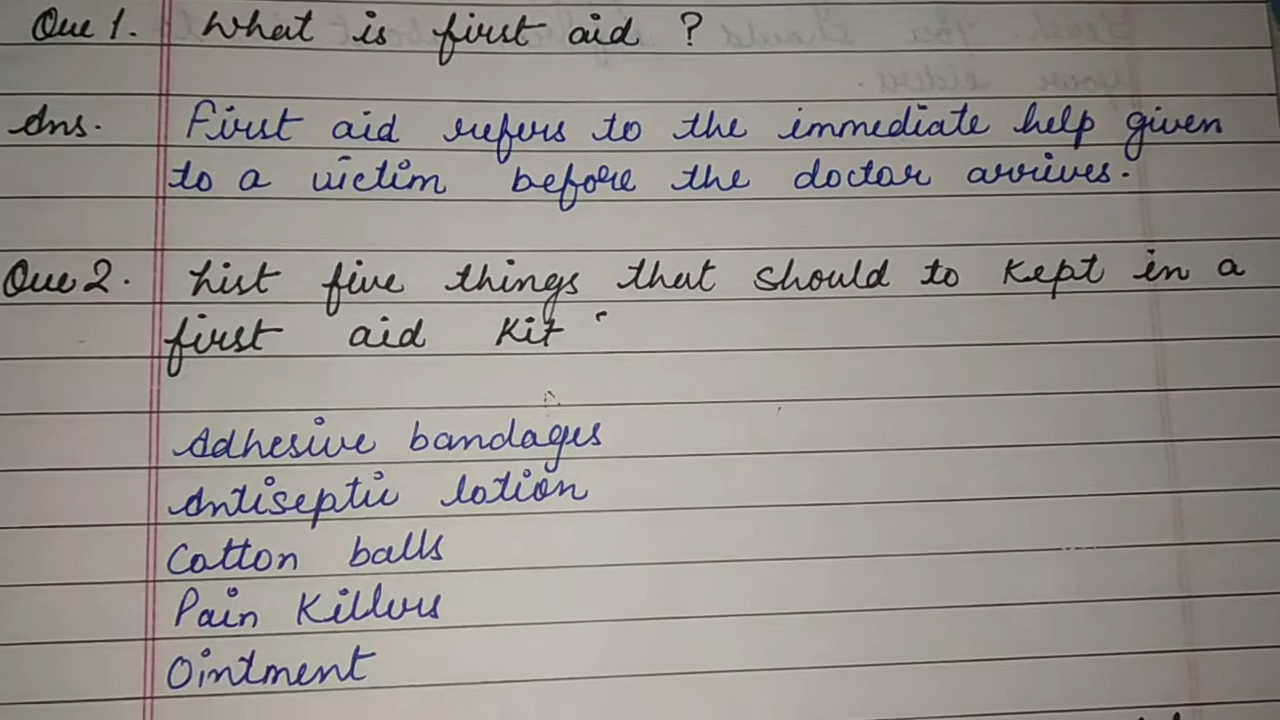 Que 1. What is first aid ?
Ans. First aid refers to the immediate help given
to a victim before the doctor arrives.
Que 2. List five things that should to kept in a
first aid kit
Adhesive bandages
Antiseptic lotion
Cotton balls
Pain Killers
Ointment